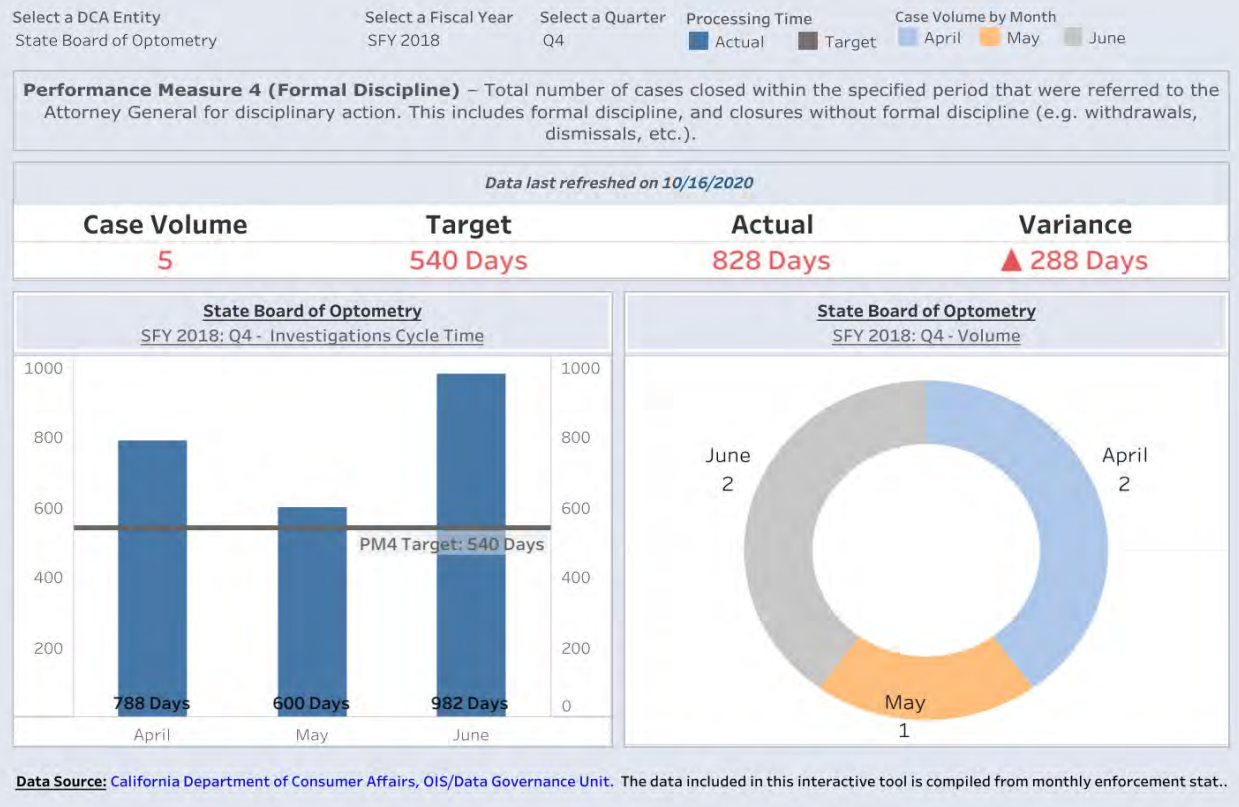 Select a DCA Entity
State Board of Optometry
Select a Fiscal Year
SFY 2018
Select a Quarter
Q4
Processing Time
Actual
Target
Case Volume by Month
April
May
June
Performance Measure 4 (Formal Discipline) – Total number of cases closed within the specified period that were referred to the
Attorney General for disciplinary action. This includes formal discipline, and closures without formal discipline (e.g. withdrawals,
dismissals, etc.).
Data last refreshed on 10/16/2020
Case Volume Target Actual Variance
5 540 Days 828 Days ▲ 288 Days
State Board of Optometry
SFY 2018: Q4 - Investigations Cycle Time
1000
800
600
400
200
1000
800
600
400
200
0
PM4 Target: 540 Days
788 Days 600 Days 982 Days
April May June
State Board of Optometry
SFY 2018: Q4 - Volume
June
2
April
2
May
1
Data Source: California Department of Consumer Affairs, OIS/Data Governance Unit. The data included in this interactive tool is compiled from monthly enforcement stat..